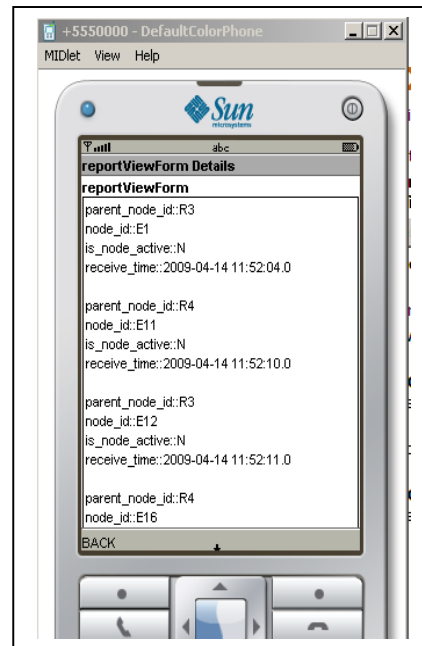 +5550000 - DefaultColorPhone
MIDlet View Help
Sun
microsystems
abc
reportViewForm Details
reportViewForm
parent_node_id::R3
node_id::E1
is_node_active::N
receive_time::2009-04-14 11:52:04.0
parent_node_id::R4
node_id::E11
is_node_active::N
receive_time::2009-04-14 11:52:10.0
parent_node_id::R3
node_id::E12
is_node_active::N
receive_time::2009-04-14 11:52:11.0
parent_node_id::R4
node_id::E16
BACK